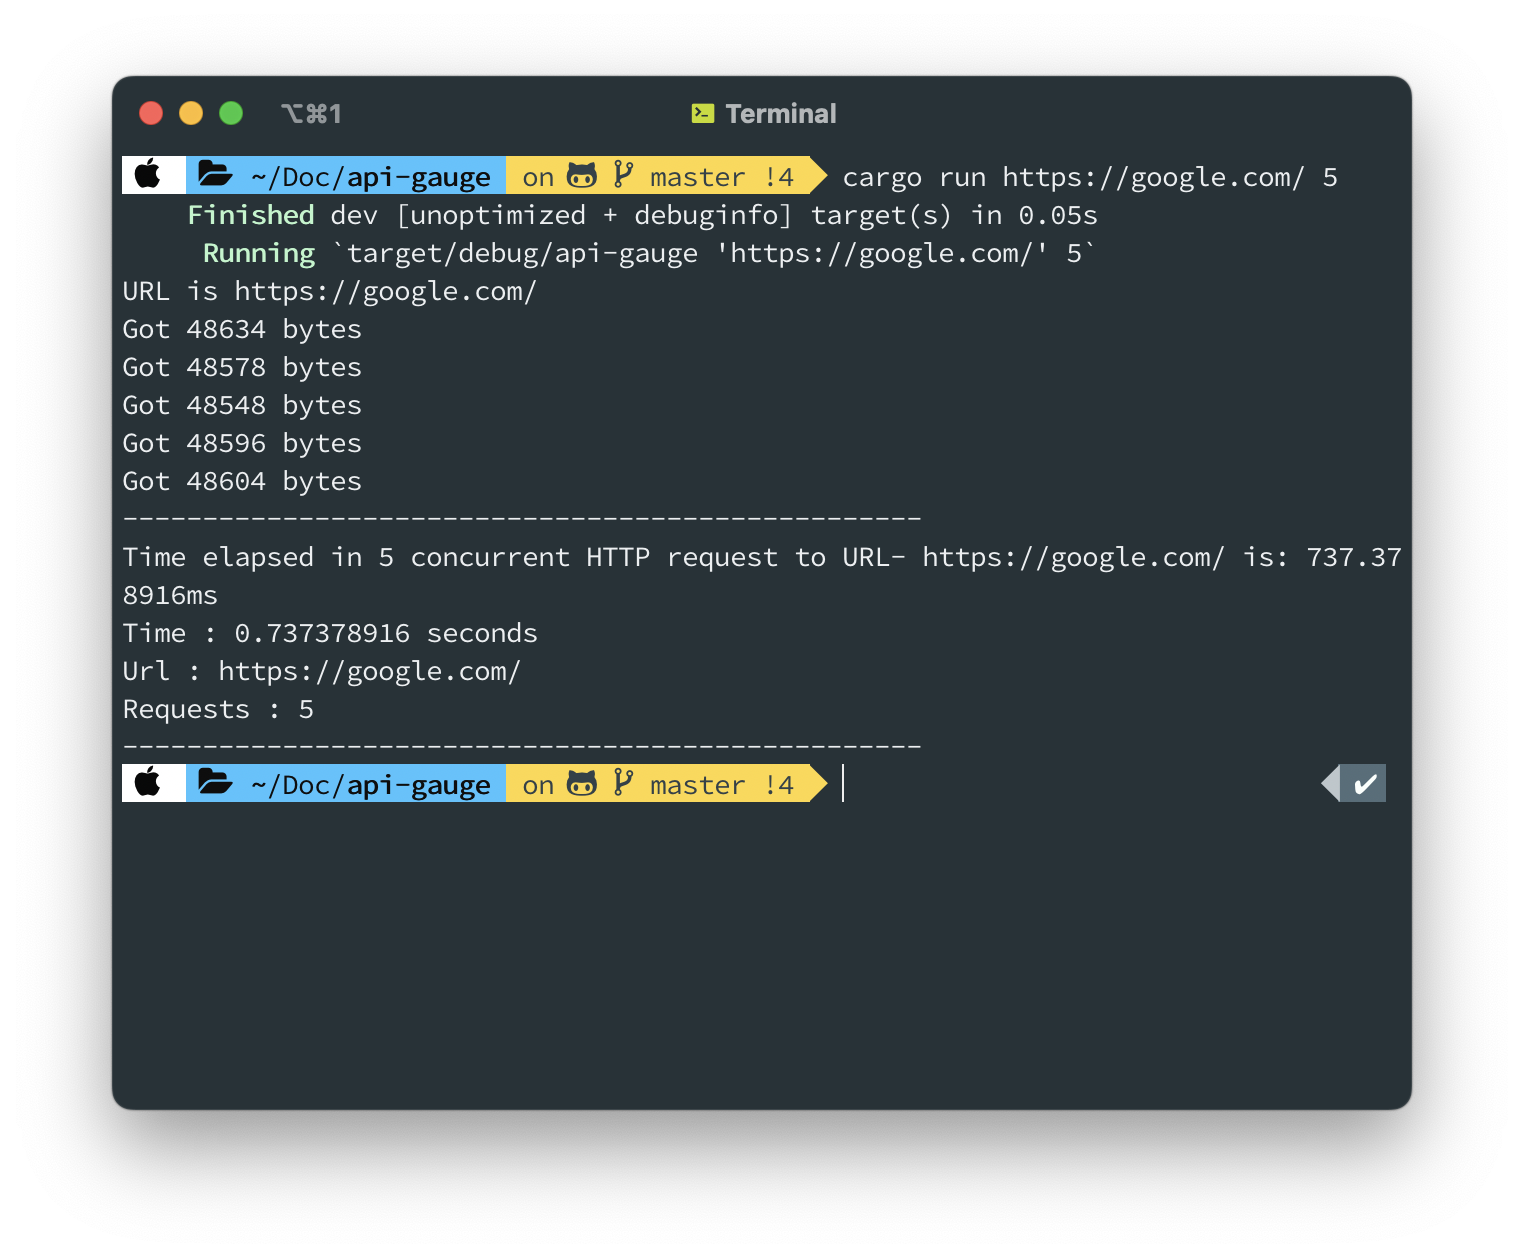 ⌥⌘1 Terminal
~/Doc/api-gauge on master !4 cargo run https://google.com/ 5
Finished dev [unoptimized + debuginfo] target(s) in 0.05s
Running `target/debug/api-gauge 'https://google.com/' 5`
URL is https://google.com/
Got 48634 bytes
Got 48578 bytes
Got 48548 bytes
Got 48596 bytes
Got 48604 bytes
--------------------------------------------------
Time elapsed in 5 concurrent HTTP request to URL- https://google.com/ is: 737.37
8916ms
Time : 0.737378916 seconds
Url : https://google.com/
Requests : 5
--------------------------------------------------
~/Doc/api-gauge on master !4 ✔